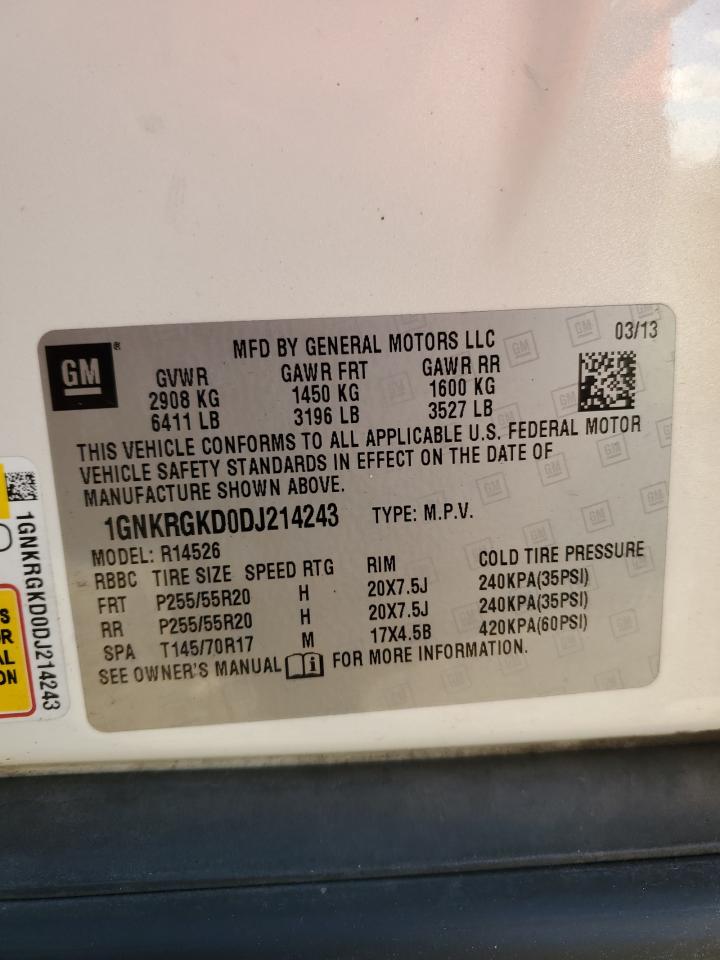 GM®
MFD BY GENERAL MOTORS LLC
03/13
GVWR GAWR FRT GAWR RR
2908 KG 1450 KG 1600 KG
6411 LB 3196 LB 3527 LB
THIS VEHICLE CONFORMS TO ALL APPLICABLE U.S. FEDERAL MOTOR
VEHICLE SAFETY STANDARDS IN EFFECT ON THE DATE OF
MANUFACTURE SHOWN ABOVE.
1GNKRGKD0DJ214243 TYPE: M.P.V.
MODEL: R14526
RBBC TIRE SIZE SPEED RTG RIM COLD TIRE PRESSURE
FRT P255/55R20 H 20X7.5J 240KPA(35PSI)
RR P255/55R20 H 20X7.5J 240KPA(35PSI)
SPA T145/70R17 M 17X4.5B 420KPA(60PSI)
SEE OWNER'S MANUAL i FOR MORE INFORMATION.
1GNKRGKD0DJ214243